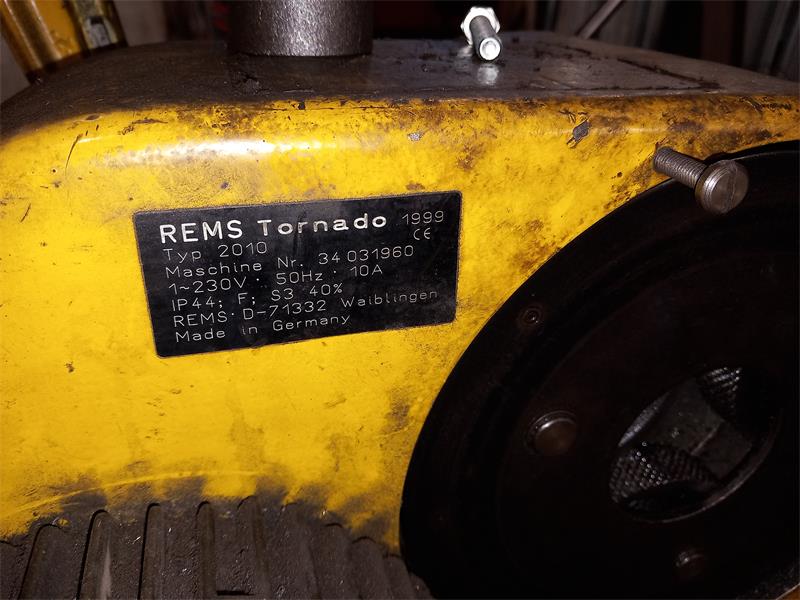 REMS Tornado 1999
Typ 2010 CE
Maschine Nr. 34 031960
1~230V · 50Hz · 10A
IP44; F; S3 40%
REMS · D-71332 Waiblingen
Made in Germany